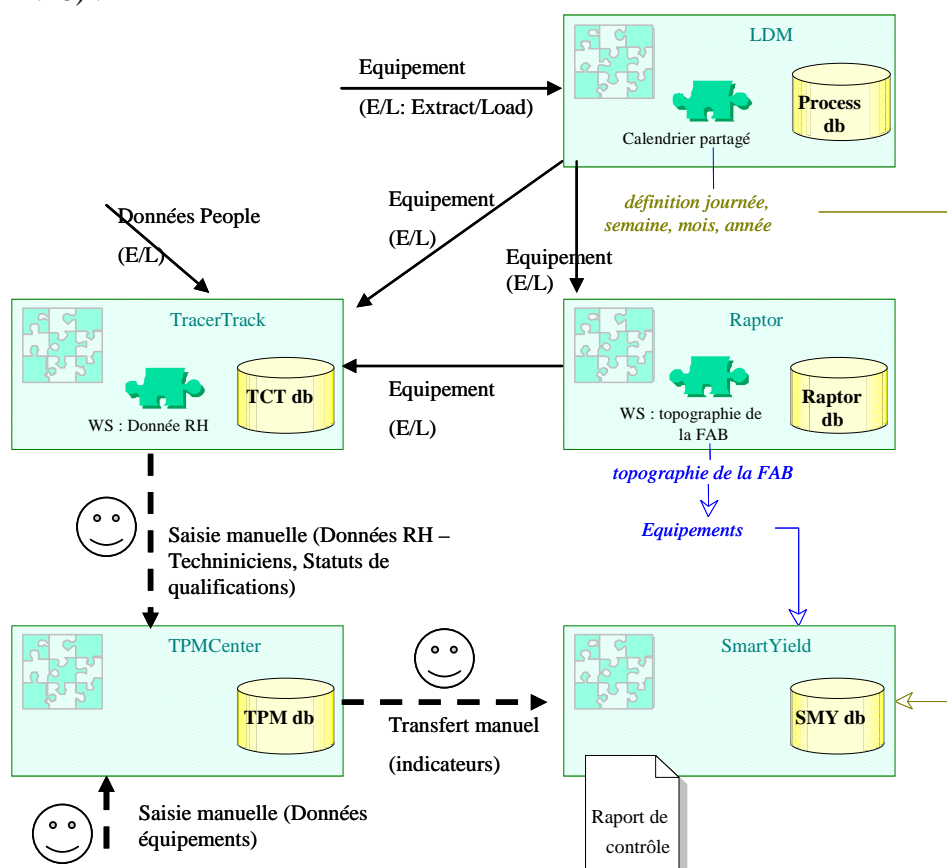 LDM
Equipement
(E/L: Extract/Load)
Process
db
Calendrier partagé
définition journée,
semaine, mois, année
Equipement
(E/L)
Données People
(E/L)
Equipement
(E/L)
TracerTrack
TCT db
WS : Donnée RH
Equipement
(E/L)
Raptor
Raptor
db
WS : topographie de
la FAB
topographie de la FAB
Equipements
Saisie manuelle (Données RH –
Techniniciens, Statuts de
qualifications)
TPMCenter
TPM db
Transfert manuel
(indicateurs)
SmartYield
SMY db
Saisie manuelle (Données
équipements)
Raport de
contrôle